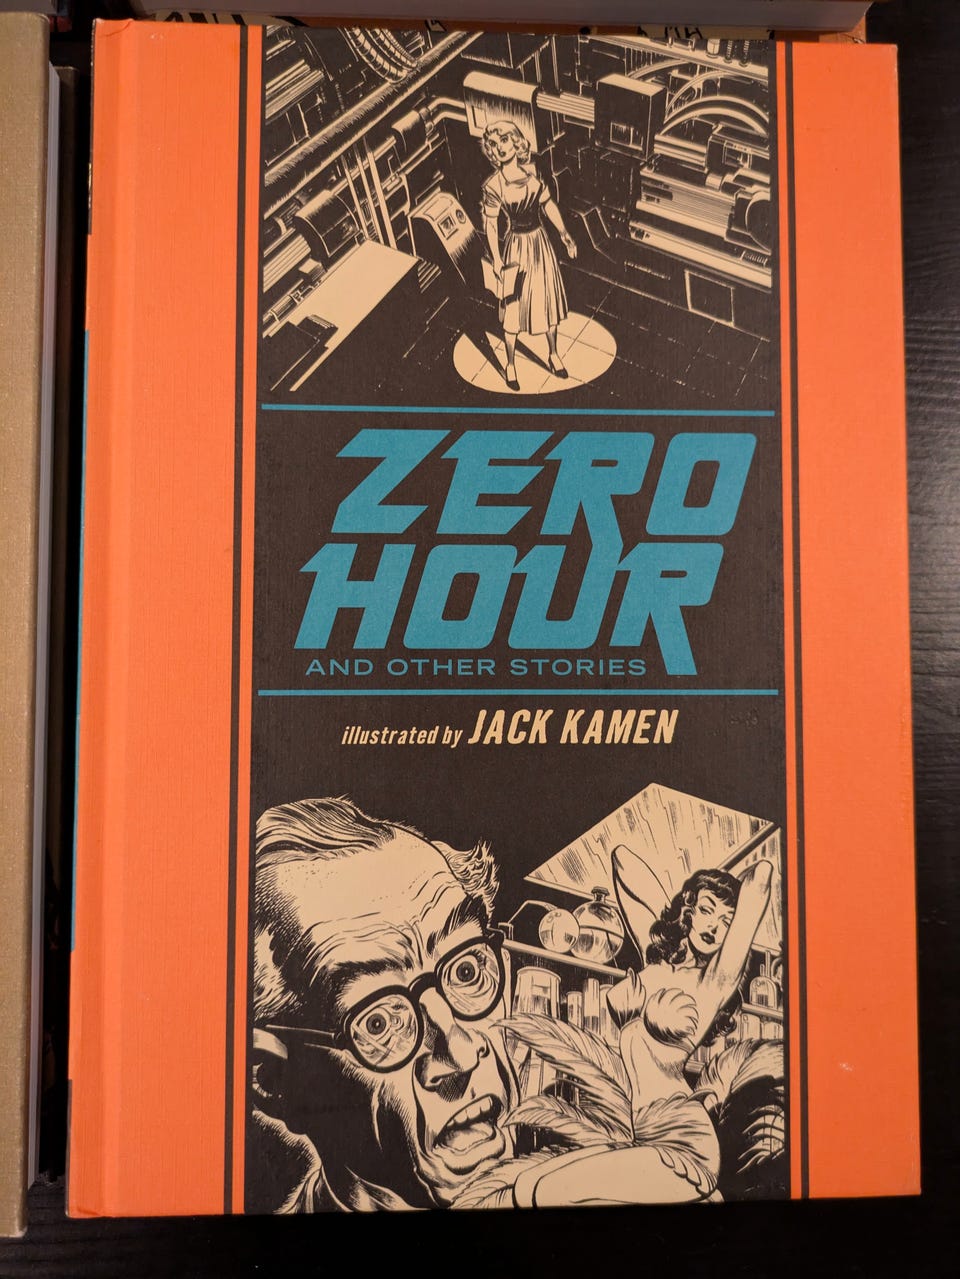 ZERO
HOUR
AND OTHER STORIES
illustrated by JACK KAMEN